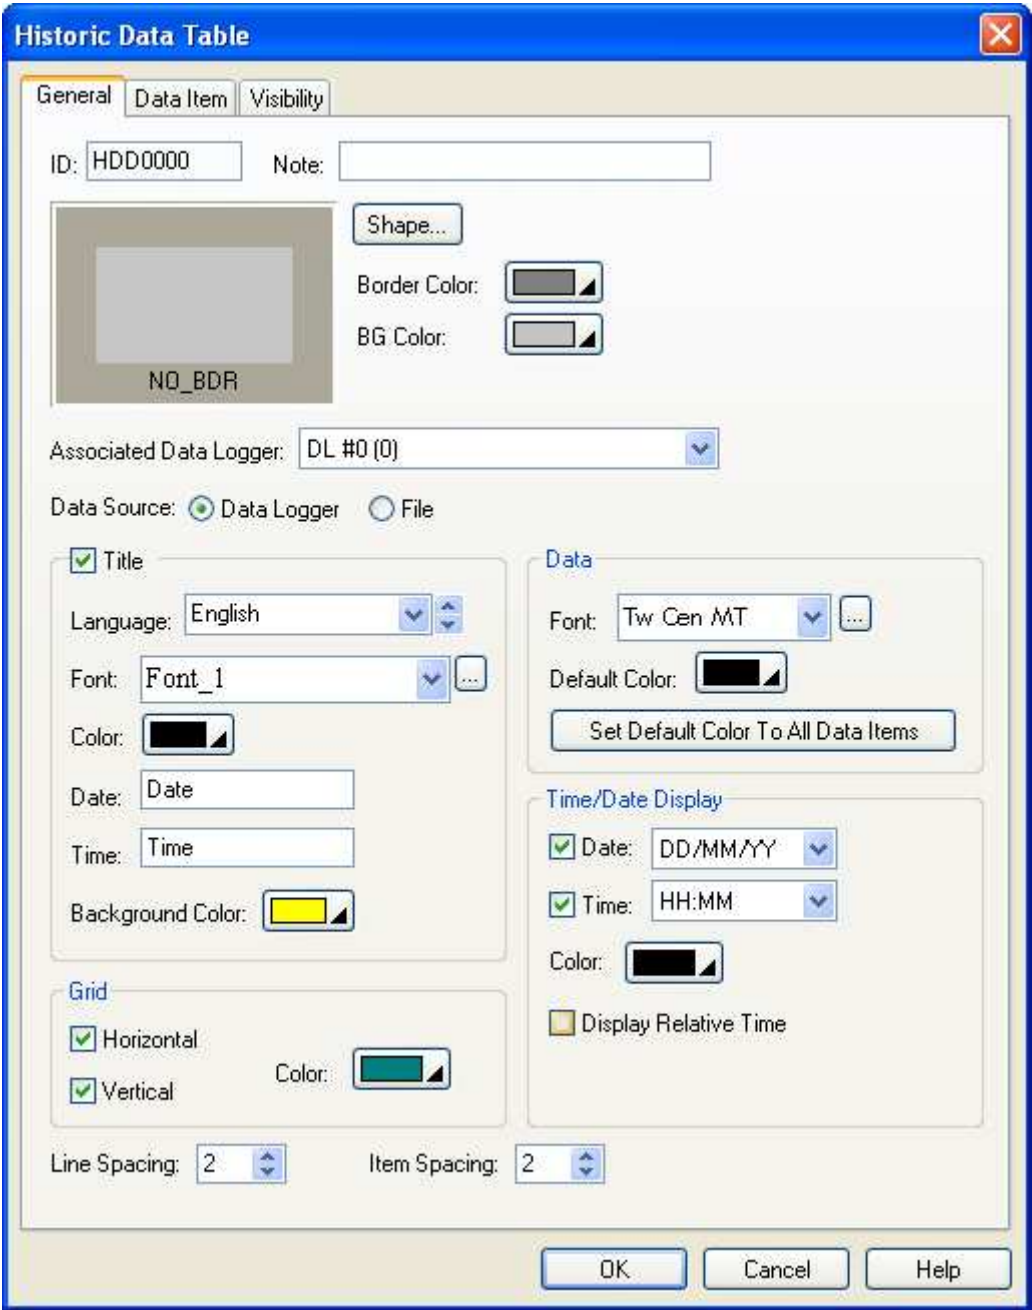 Historic Data Table
General Data Item Visibility
ID: HDD0000 Note:
Shape...
Border Color:
BG Color:
NO_BDR
Associated Data Logger: DL #0 (0)
Data Source: Data Logger File
Title
Language: English
Font: Font_1 ...
Color:
Date: Date
Time: Time
Background Color:
Data
Font: Tw Cen MT ...
Default Color:
Set Default Color To All Data Items
Time/Date Display
Date: DD/MM/YY
Time: HH:MM
Color:
Display Relative Time
Grid
Horizontal
Vertical
Color:
Line Spacing: 2 Item Spacing: 2
OK Cancel Help